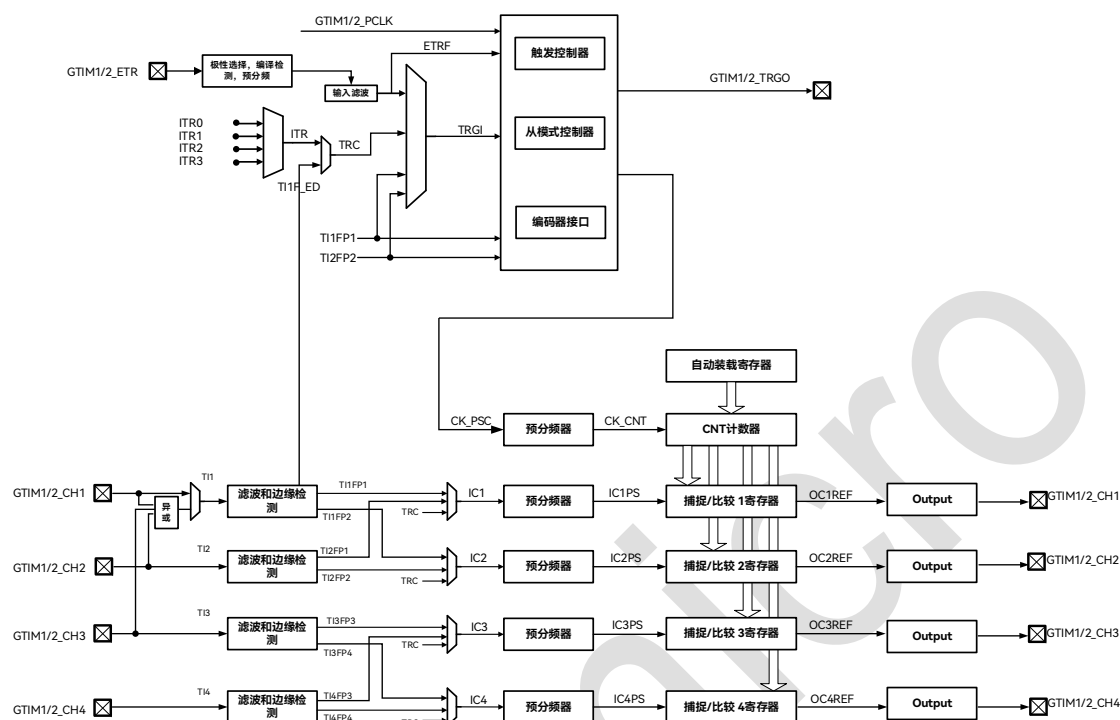 GTIM1/2_PCLK
ETRF
触发控制器
GTIM1/2_ETR
极性选择，编译检
测，预分频
输入滤波
GTIM1/2_TRGO
ITR0
ITR1
ITR2
ITR3
ITR
TRC
TRGI
从模式控制器
TI1F_ED
编码器接口
TI1FP1
TI2FP2
自动装载寄存器
CK_PSC
预分频器
CK_CNT
CNT计数器
GTIM1/2_CH1
异
或
TI1
滤波和边缘检
测
TI1FP1
TI1FP2
TRC
IC1
预分频器
IC1PS
捕捉/比较 1寄存器
OC1REF
Output
GTIM1/2_CH1
GTIM1/2_CH2
TI2
滤波和边缘检
测
TI2FP1
TI2FP2
TRC
IC2
预分频器
IC2PS
捕捉/比较 2寄存器
OC2REF
Output
GTIM1/2_CH2
GTIM1/2_CH3
TI3
滤波和边缘检
测
TI3FP3
TI3FP4
TRC
IC3
预分频器
IC3PS
捕捉/比较 3寄存器
OC3REF
Output
GTIM1/2_CH3
GTIM1/2_CH4
TI4
滤波和边缘检
测
TI4FP3
TI4FP4
IC4
预分频器
IC4PS
捕捉/比较 4寄存器
OC4REF
Output
GTIM1/2_CH4